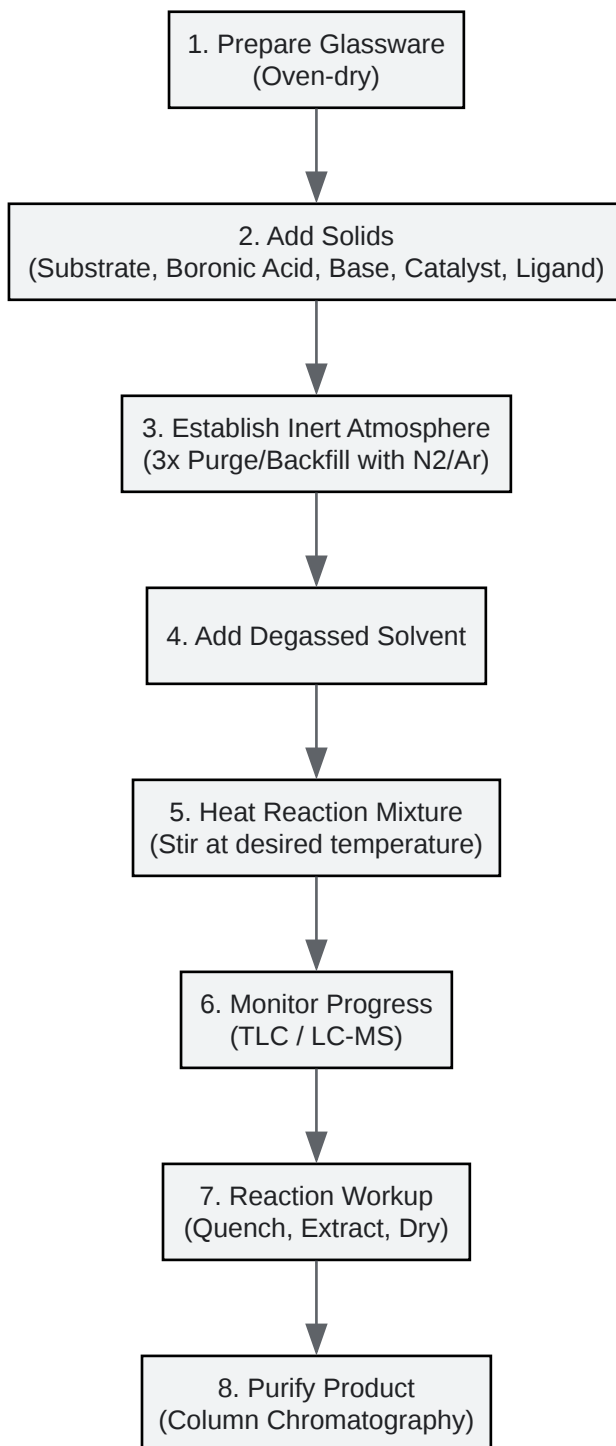 1. Prepare Glassware
(Oven-dry)
2. Add Solids
(Substrate, Boronic Acid, Base, Catalyst, Ligand)
3. Establish Inert Atmosphere
(3x Purge/Backfill with N2/Ar)
4. Add Degassed Solvent
5. Heat Reaction Mixture
(Stir at desired temperature)
6. Monitor Progress
(TLC / LC-MS)
7. Reaction Workup
(Quench, Extract, Dry)
8. Purify Product
(Column Chromatography)